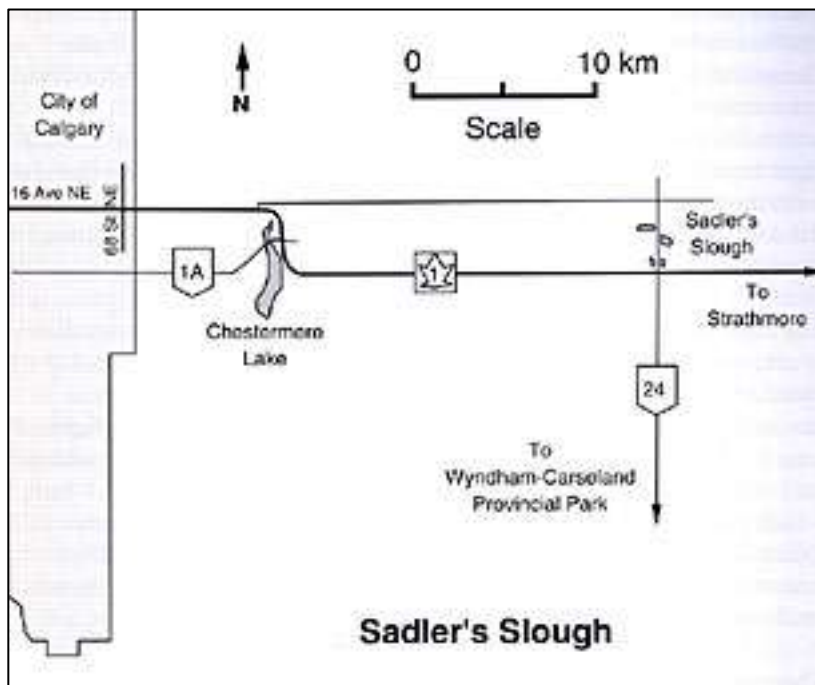 City of
Calgary
N
0 10 km
Scale
16 Ave NE
68 St. NE
1A
1
Sadler's
Slough
To
Strathmore
Chestermere
Lake
24
To
Wyndham-Carseland
Provincial Park
Sadler's Slough